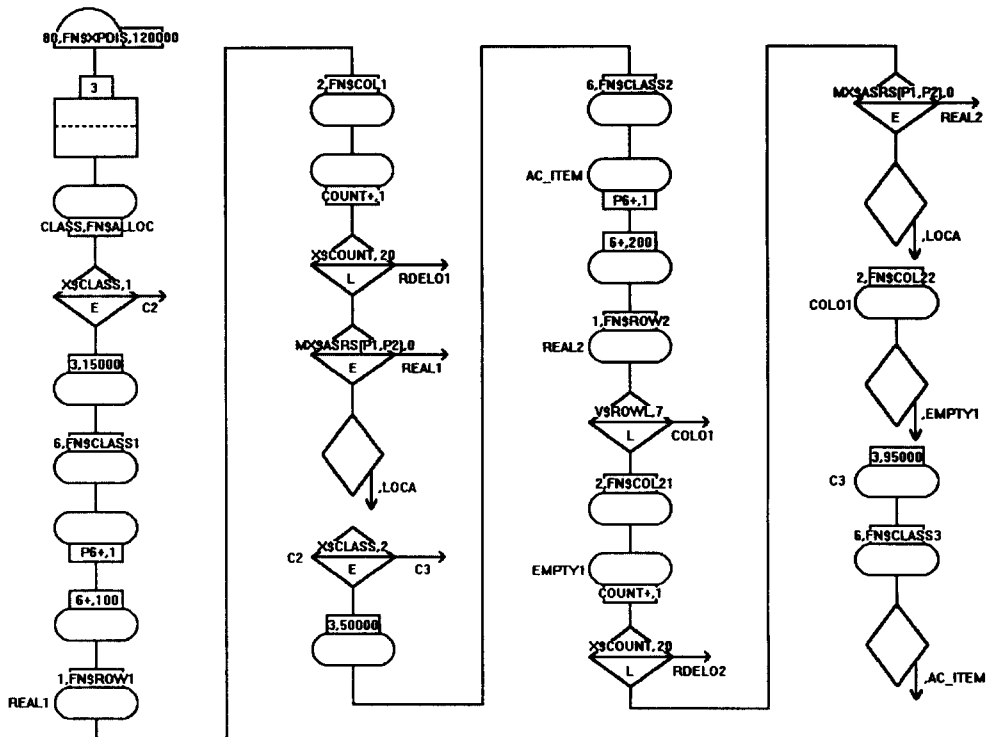 80,FN$XPDIS,120000
3
CLASS,FN$ALLOC
X$CLASS,1
E
C2
3,15000
6,FN$CLASS1
P6+,1
6+,100
1,FN$ROW1
REAL1
2,FN$COL1
COUNT+,1
X$COUNT,20
L
RDELO1
MX$ASRS(P1,P2),0
E
REAL1
,LOCA
X$CLASS,2
C2
E
C3
3,50000
6,FN$CLASS2
AC_ITEM
P6+,1
6+,200
1,FN$ROW2
REAL2
V$ROWL,7
L
COLO1
2,FN$COL21
EMPTY1
COUNT+,1
X$COUNT,20
L
RDELO2
MX$ASRS(P1,P2),0
E
REAL2
,LOCA
2,FN$COL22
COLO1
,EMPTY1
3,95000
C3
6,FN$CLASS3
,AC_ITEM